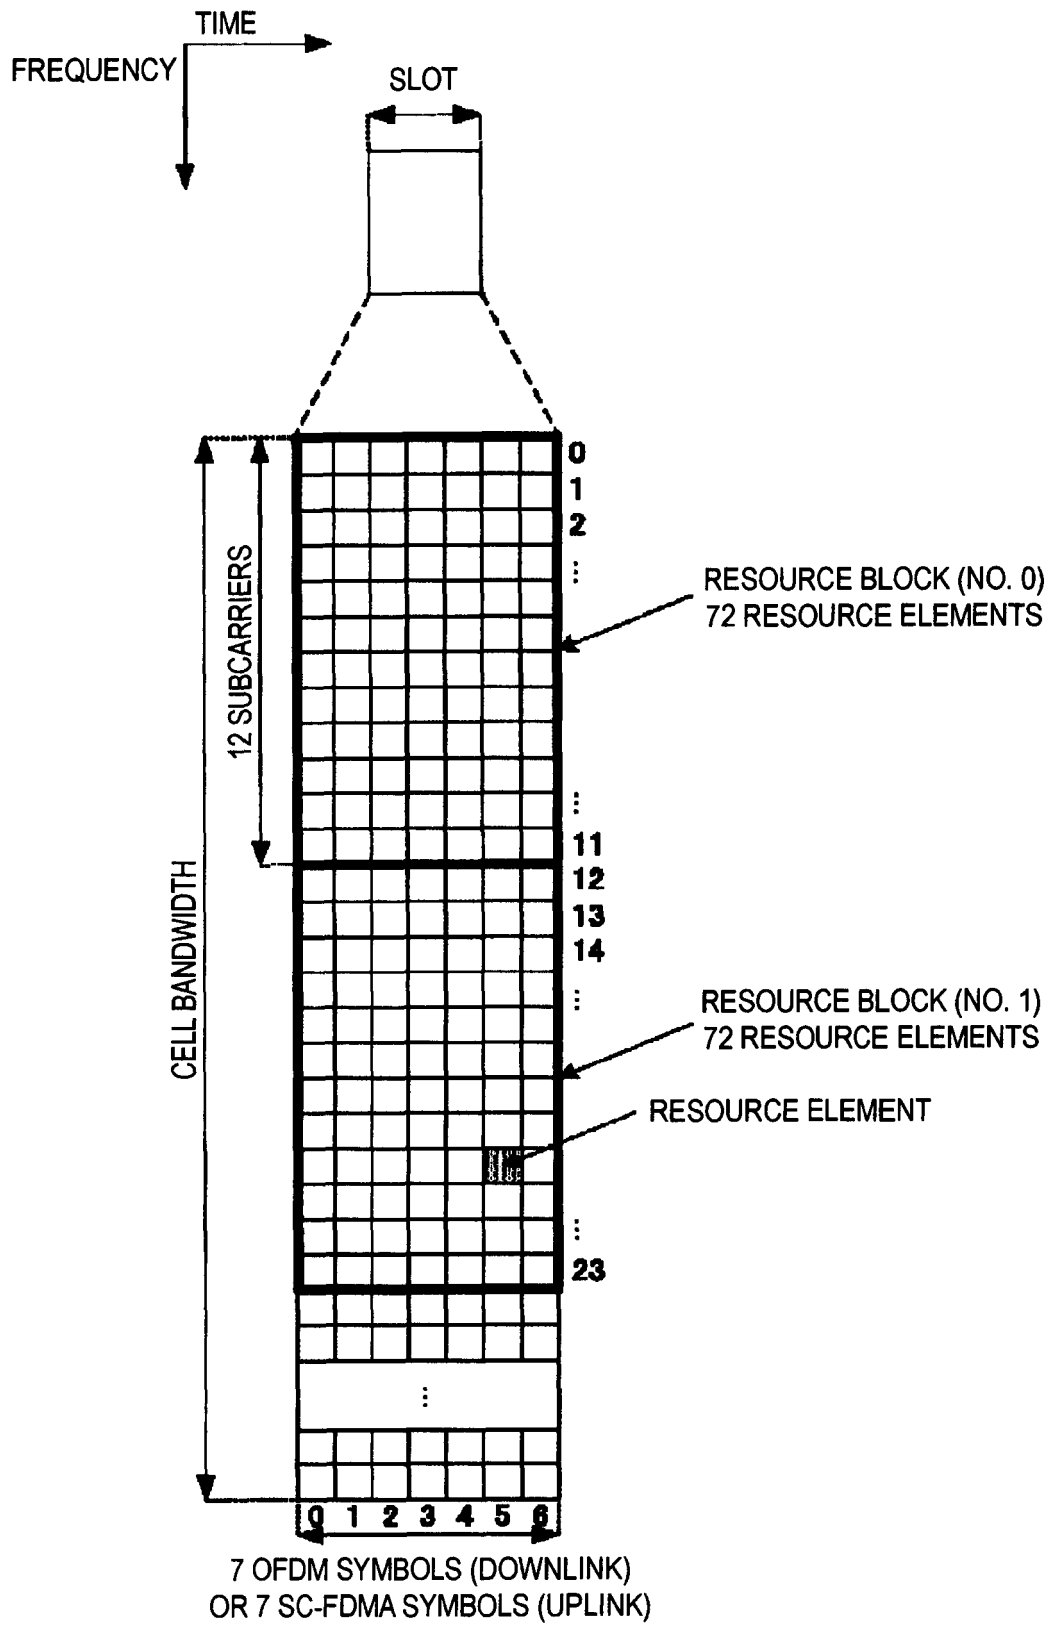 TIME
FREQUENCY
SLOT
0
1
2
⋮
RESOURCE BLOCK (NO. 0)
72 RESOURCE ELEMENTS
12 SUBCARRIERS
⋮
11
12
13
14
⋮
CELL BANDWIDTH
RESOURCE BLOCK (NO. 1)
72 RESOURCE ELEMENTS
RESOURCE ELEMENT
⋮
23
⋮
0 1 2 3 4 5 6
7 OFDM SYMBOLS (DOWNLINK)
OR 7 SC-FDMA SYMBOLS (UPLINK)